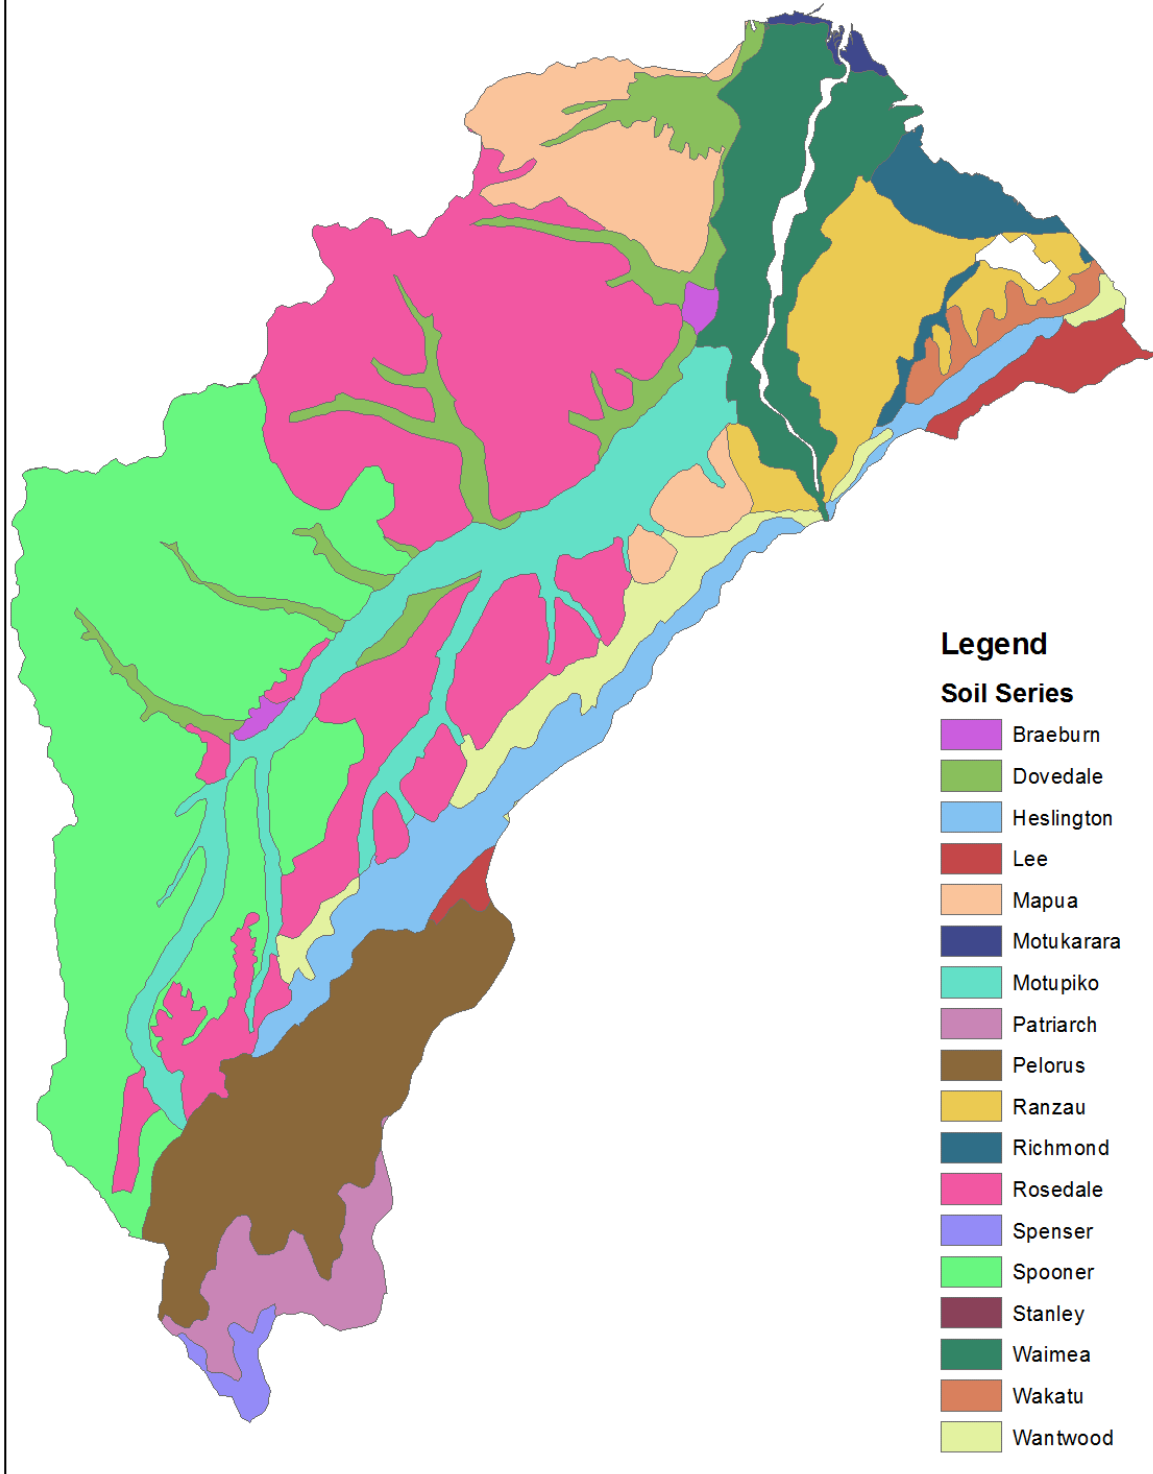 Legend
Soil Series
Braeburn
Dovedale
Heslington
Lee
Mapua
Motukarara
Motupiko
Patriarch
Pelorus
Ranzau
Richmond
Rosedale
Spenser
Spooner
Stanley
Waimea
Wakatu
Wantwood